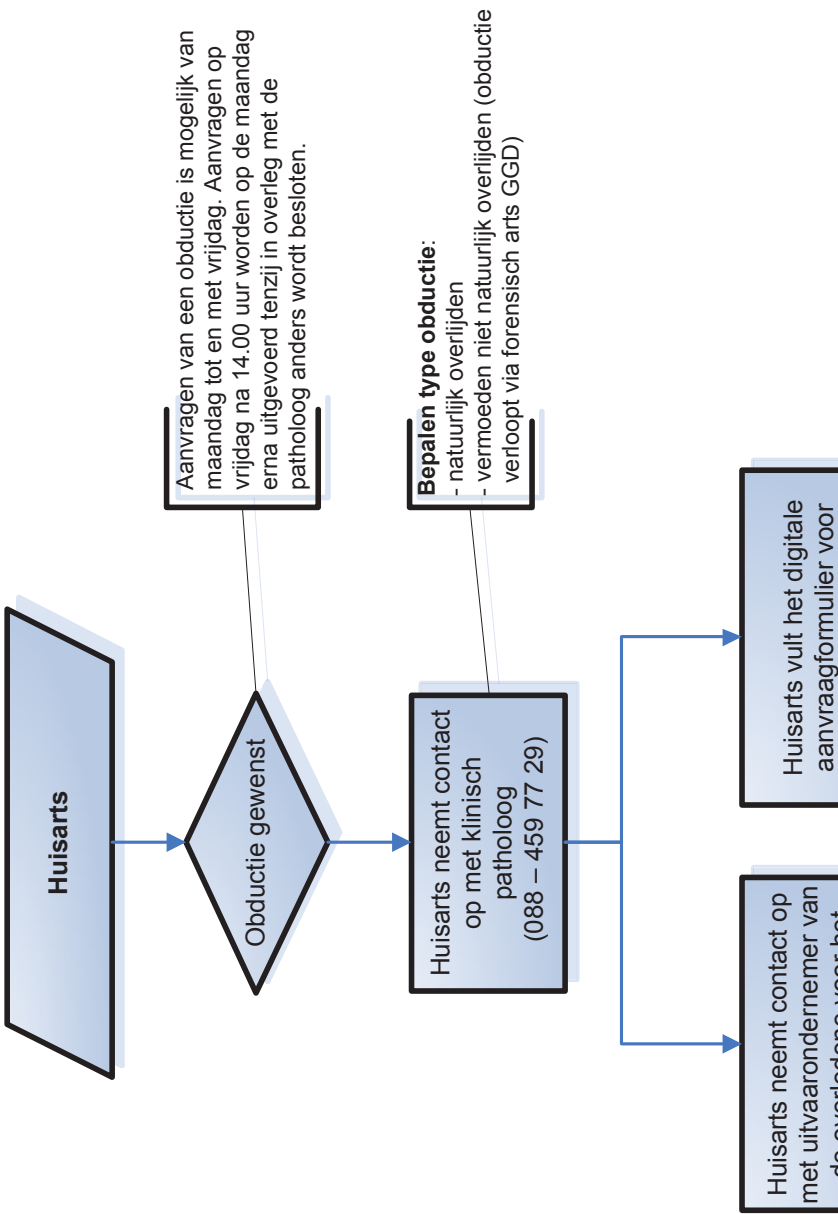 Huisarts
Obductie gewenst
Aanvragen van een obductie is mogelijk van
maandag tot en met vrijdag. Aanvragen op
vrijdag na 14.00 uur worden op de maandag
erna uitgevoerd tenzij in overleg met de
patholoog anders wordt besloten.
Huisarts neemt contact
op met klinisch
patholoog
(088 – 459 77 29)
Bepalen type obductie:
- natuurlijk overlijden
- vermoeden niet natuurlijk overlijden (obductie
verloopt via forensisch arts GGD)
Huisarts neemt contact op
met uitvaarondernemer van
de overledene voor het
Huisarts vult het digitale
aanvraagformulier voor